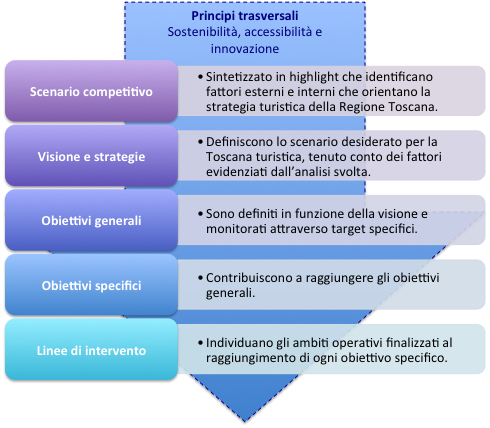 Principi trasversali
Sostenibilità, accessibilità e
innovazione
Scenario competitivo
• Sintetizzato in highlight che identificano
fattori esterni e interni che orientano la
strategia turistica della Regione Toscana.
Visione e strategie
• Definiscono lo scenario desiderato per la
Toscana turistica, tenuto conto dei fattori
evidenziati dall'analisi svolta.
Obiettivi generali
• Sono definiti in funzione della visione e
monitorati attraverso target specifici.
Obiettivi specifici
• Contribuiscono a raggiungere gli obiettivi
generali.
Linee di intervento
• Individuano gli ambiti operativi finalizzati al
raggiungimento di ogni obiettivo specifico.